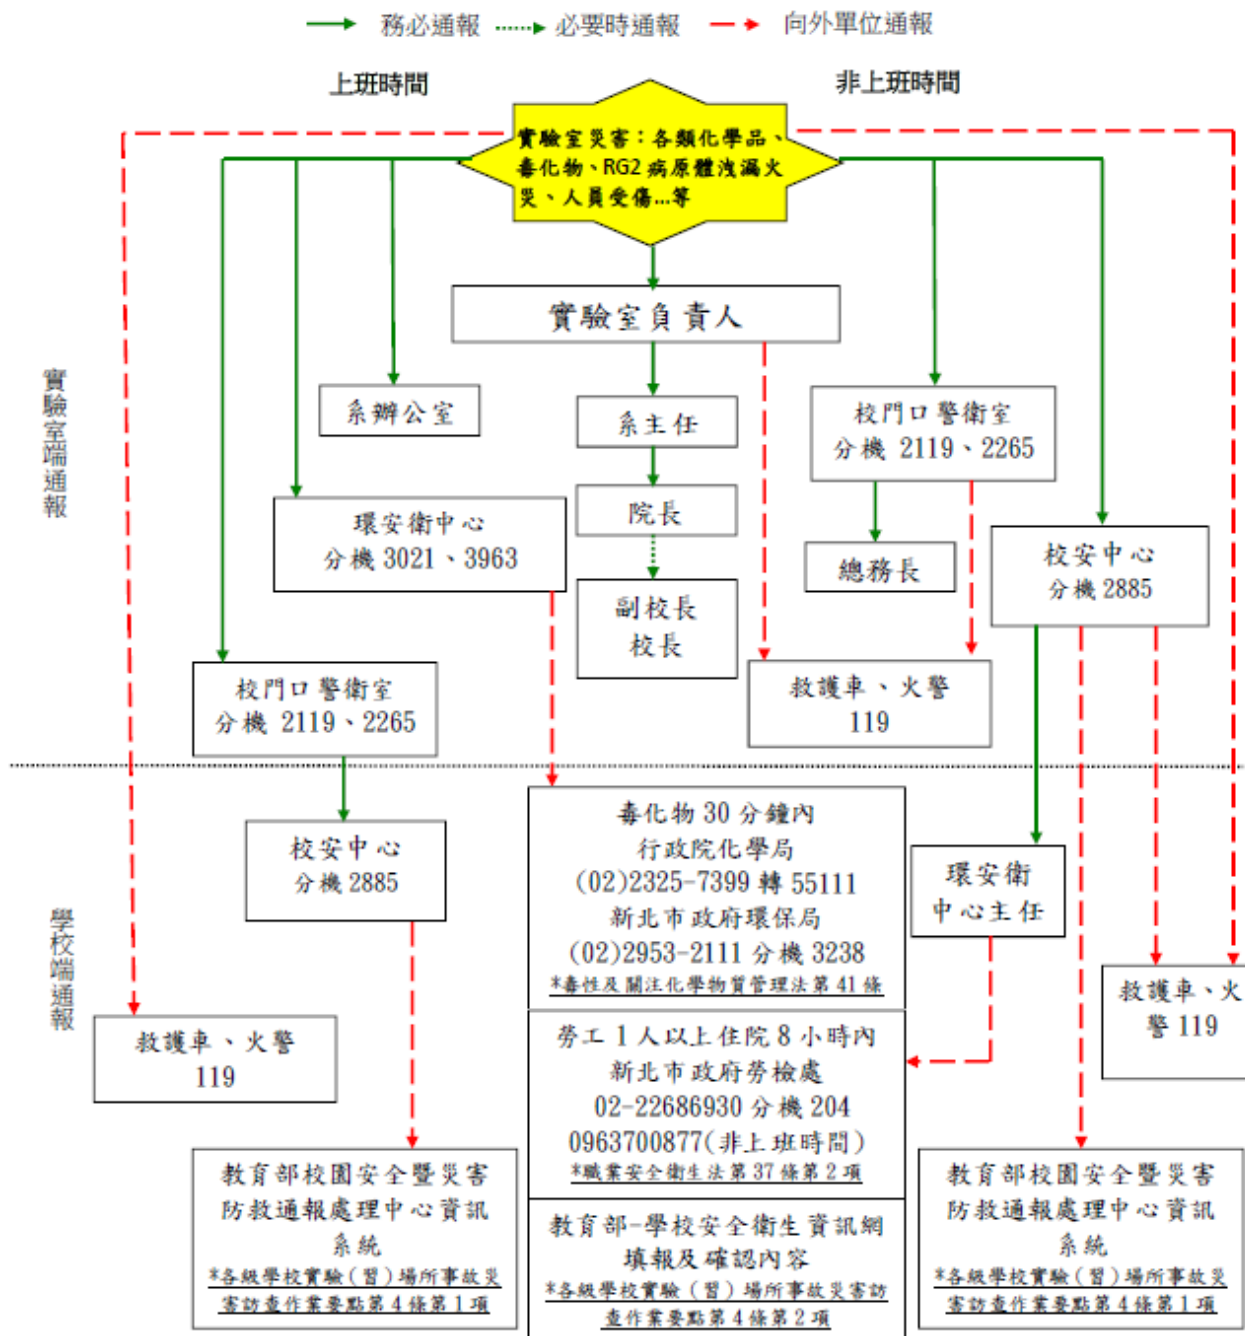 務必通報
必要時通報
向外單位通報
上班時間
非上班時間
實驗室災害：各類化學品、
毒化物、RG2 病原體洩漏火
災、人員受傷…等
實驗室端通報
實驗室負責人
系辦公室
系主任
校門口警衛室
分機 2119、2265
環安衛中心
分機 3021、3963
院長
總務長
校安中心
分機 2885
副校長
校長
校門口警衛室
分機 2119、2265
救護車、火警
119
學校端通報
校安中心
分機 2885
毒化物 30 分鐘內
行政院化學局
(02)2325-7399 轉 55111
新北市政府環保局
(02)2953-2111 分機 3238
*毒性及關注化學物質管理法第 41 條
環安衛
中心主任
救護車、火警
119
勞工 1 人以上住院 8 小時內
新北市政府勞檢處
02-22686930 分機 204
0963700877(非上班時間)
*職業安全衛生法第 37 條第 2 項
救護車、火
警 119
教育部校園安全暨災害
防救通報處理中心資訊
系統
*各級學校實驗（習）場所事故災
害訪查作業要點第 4 條第 1 項
教育部-學校安全衛生資訊網
填報及確認內容
*各級學校實驗（習）場所事故災害訪
查作業要點第 4 條第 2 項
教育部校園安全暨災害
防救通報處理中心資訊
系統
*各級學校實驗（習）場所事故災
害訪查作業要點第 4 條第 1 項